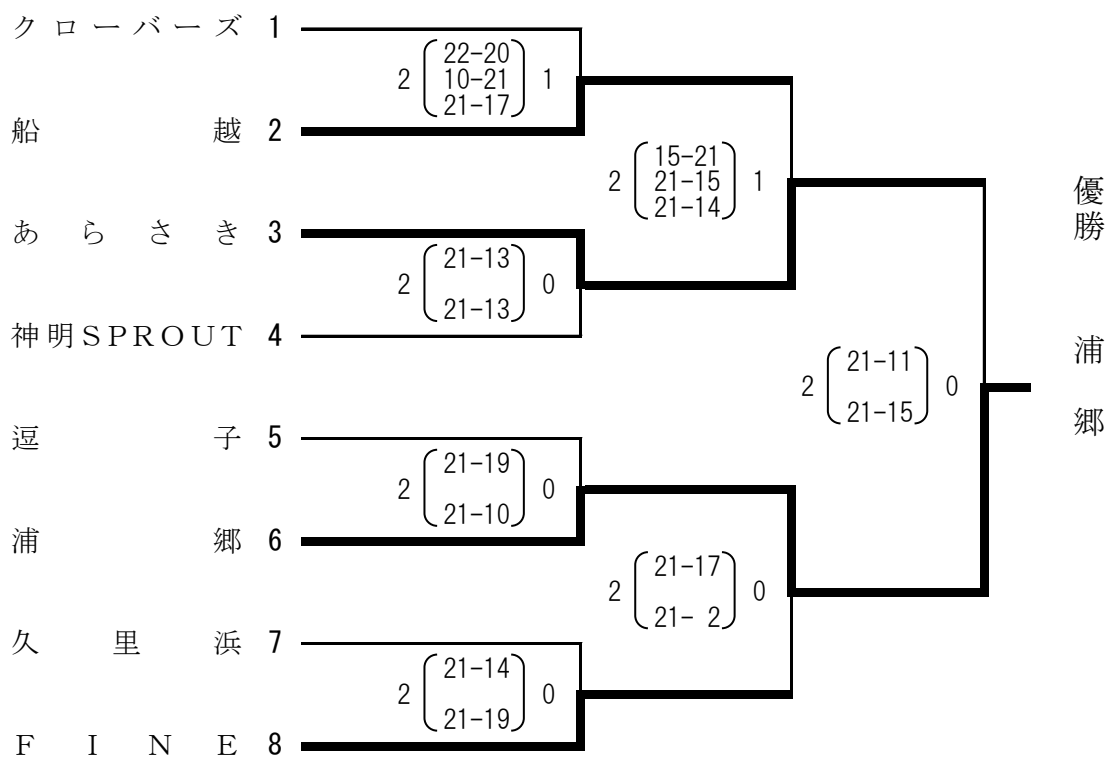 クローバーズ 1
2 22-20 1
10-21
21-17
船越 2
2 15-21 1
21-15
21-14
あらさき 3
2 21-13 0
21-13
神明SPROUT 4
2 21-11 0
21-15
逗子 5
2 21-19 0
21-10
浦郷 6
2 21-17 0
21- 2
久里浜 7
2 21-14 0
21-19
FINE 8
優勝 浦郷